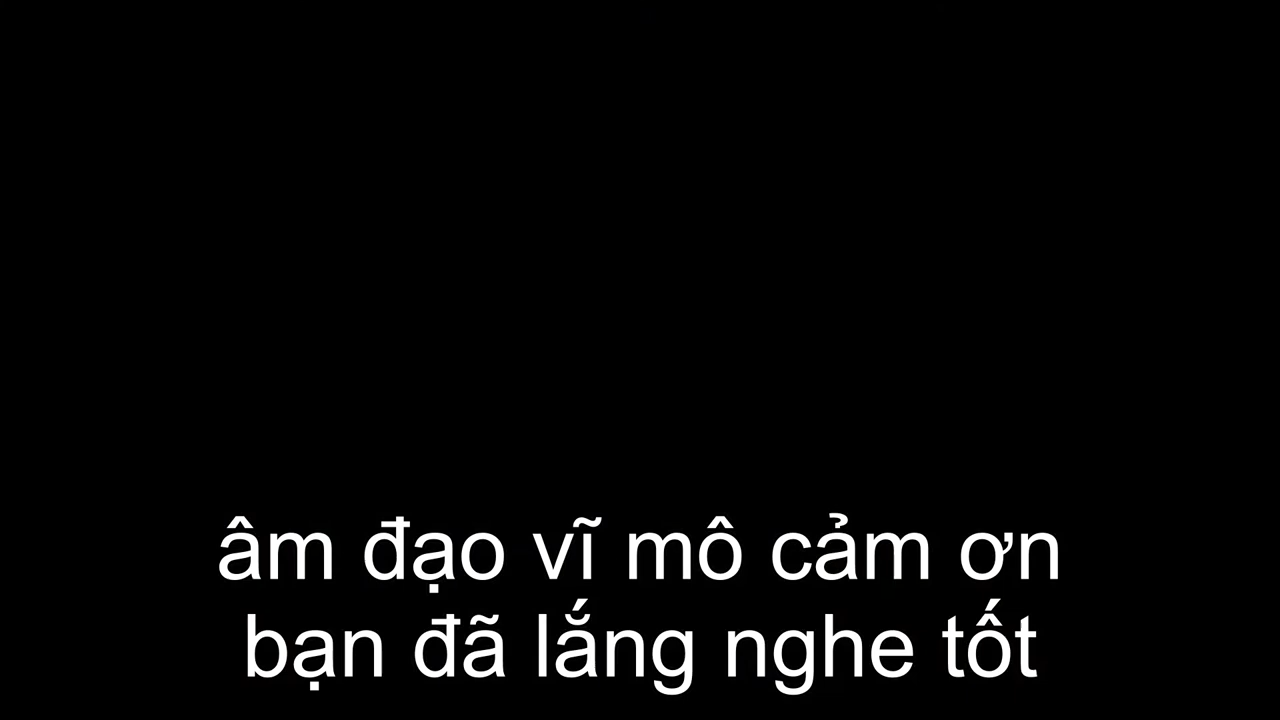 âm đạo vĩ mô cảm ơn
bạn đã lắng nghe tốt